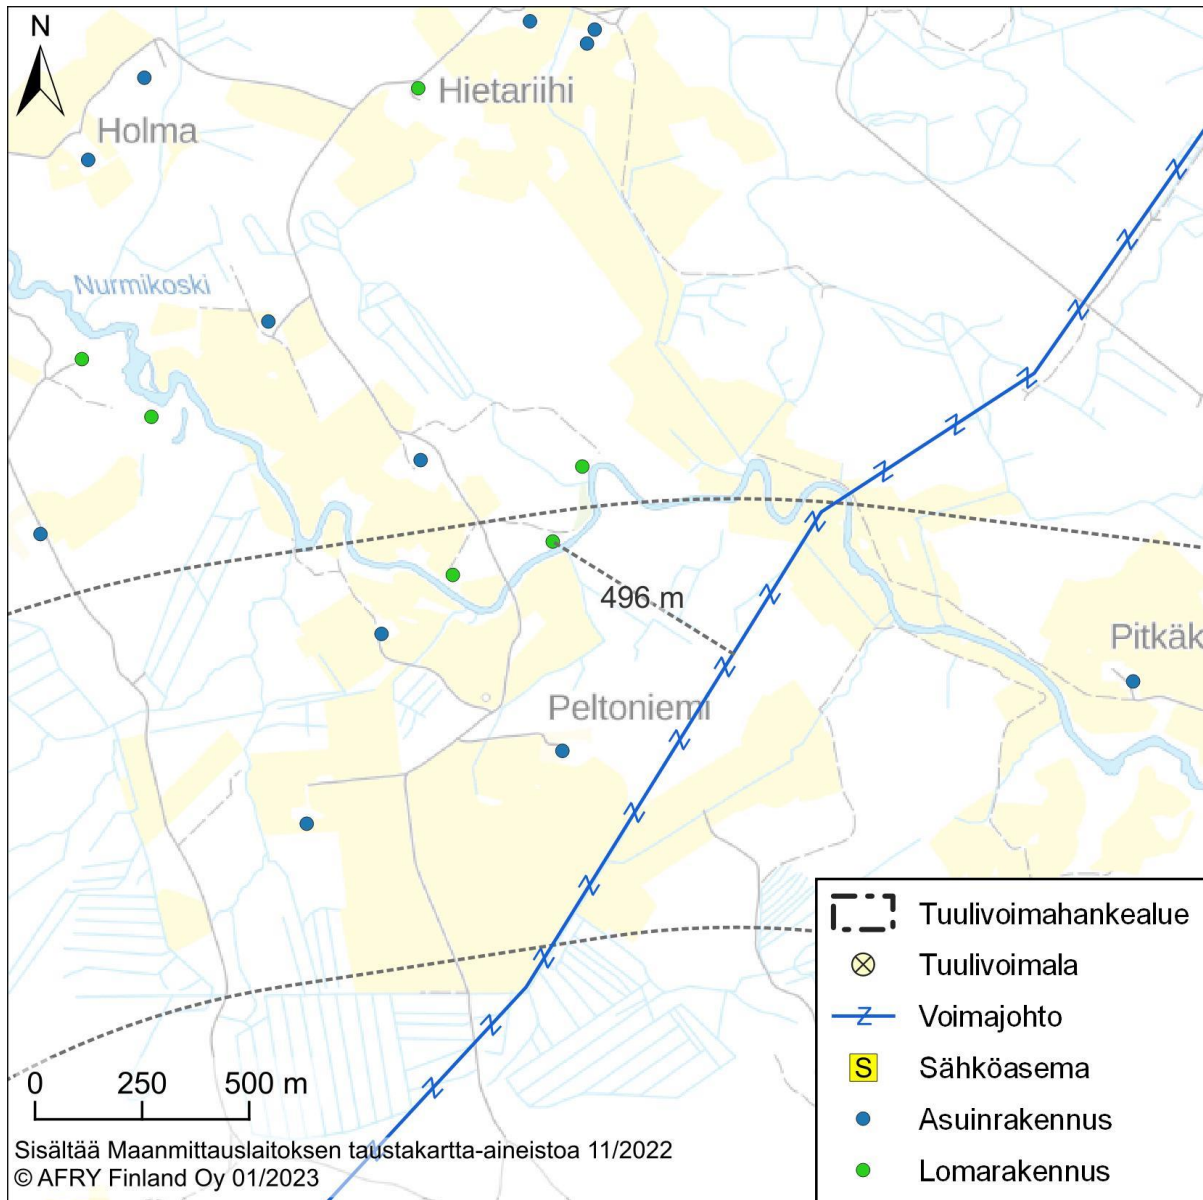 N
Hietariihi
Holma
Nurmikoski
496 m
Pitkäk
Peltoniemi
Tuulivoimahankealue
Tuulivoimala
Z Voimajohto
S Sähköasema
Asuinrakennus
Lomarakennus
0 250 500 m
Sisältää Maanmittauslaitoksen taustakartta-aineistoa 11/2022
© AFRY Finland Oy 01/2023